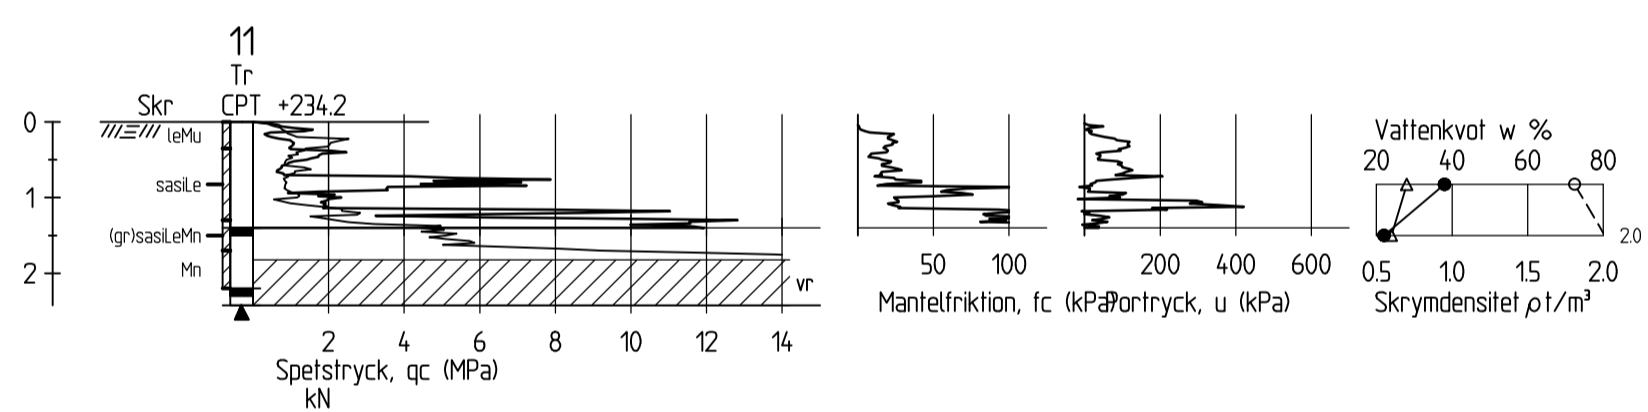 11
Tr
Skr CPT +234.2
0
leMu
sasiLe
1
(gr)sasiLeMn
Mn
2
vr
2 4 6 8 10 12 14
Spetstryck, qc (MPa)
kN
50 100
Mantelfriktion, fc (kPa)
200 400 600
Portryck, u (kPa)
Vattenkvot w %
20 40 60 80
2.0
0.5 1.0 1.5 2.0
Skrymdensitet ρ t/m³